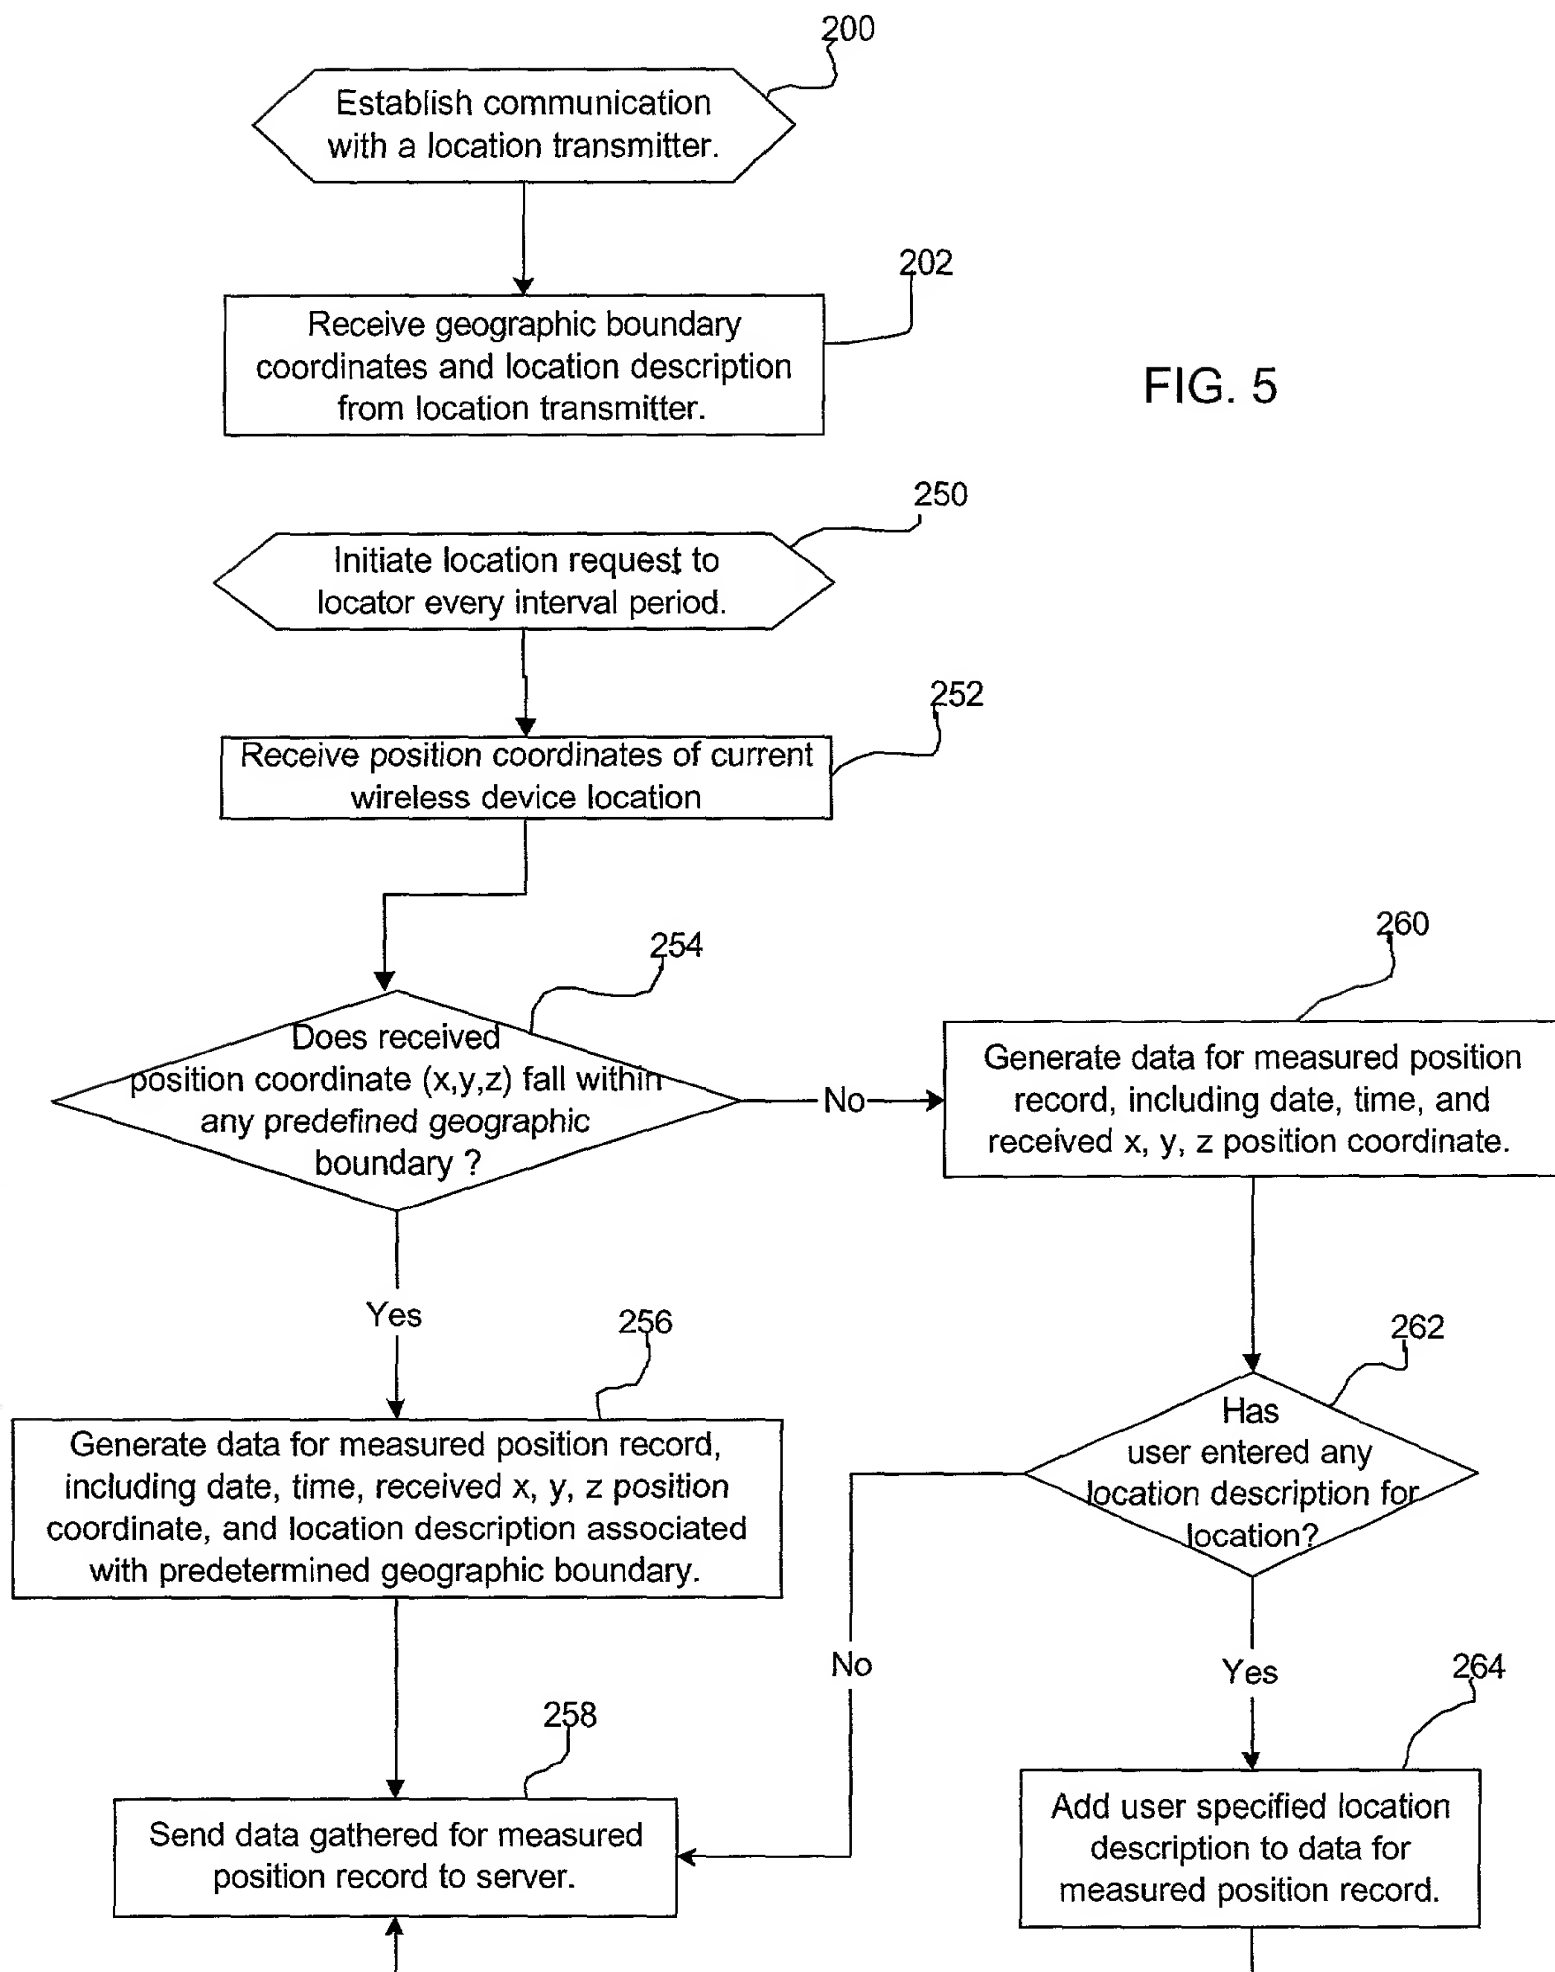 200
Establish communication
with a location transmitter.
202
Receive geographic boundary
coordinates and location description
from location transmitter.
FIG. 5
250
Initiate location request to
locator every interval period.
252
Receive position coordinates of current
wireless device location
254
Does received
position coordinate (x,y,z) fall within
any predefined geographic
boundary ?
No
260
Generate data for measured position
record, including date, time, and
received x, y, z position coordinate.
Yes
256
Generate data for measured position record,
including date, time, received x, y, z position
coordinate, and location description associated
with predetermined geographic boundary.
262
Has
user entered any
location description for
location?
No
Yes
258
Send data gathered for measured
position record to server.
264
Add user specified location
description to data for
measured position record.